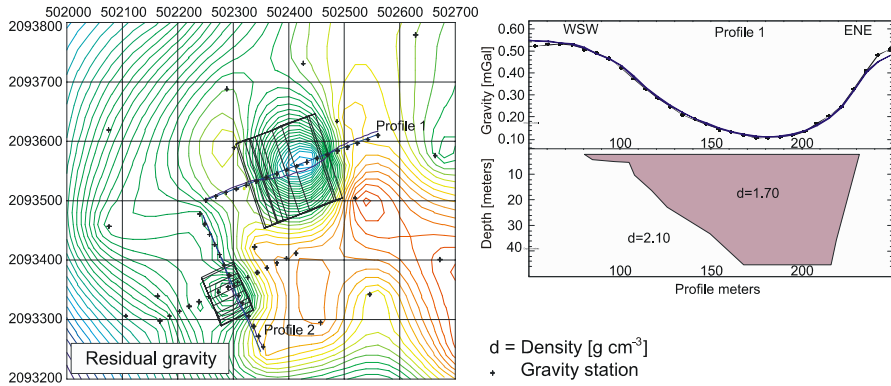 502000 502100 502200 502300 502400 502500 502600 502700
2093800
2093700
2093600
2093500
2093400
2093300
2093200
Profile 1
Profile 2
Residual gravity
WSW Profile 1 ENE
Gravity [mGal]
0.60
0.50
0.40
0.30
0.20
0.10
100 150 200
Depth [meters]
10
20
30
40
d=1.70
d=2.10
100 150 200
Profile meters
d = Density [g cm⁻³]
+ Gravity station